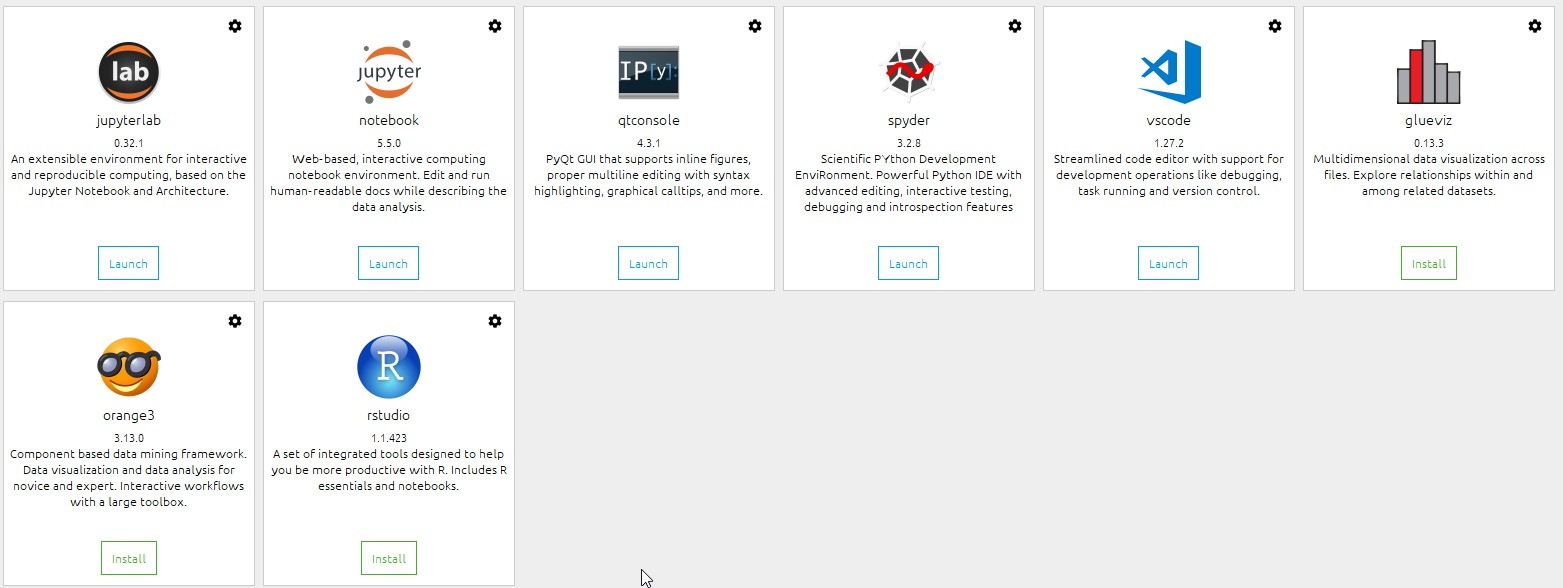 lab
jupyterlab
0.32.1
An extensible environment for interactive
and reproducible computing, based on the
Jupyter Notebook and Architecture.
Launch
jupyter
notebook
5.5.0
Web-based, interactive computing
notebook environment. Edit and run
human-readable docs while describing the
data analysis.
Launch
IP[y]:
qtconsole
4.3.1
PyQt GUI that supports inline figures,
proper multiline editing with syntax
highlighting, graphical calltips, and more.
Launch
spyder
3.2.8
Scientific PYthon Development
EnviRonment. Powerful Python IDE with
advanced editing, interactive testing,
debugging and introspection features
Launch
vscode
1.27.2
Streamlined code editor with support for
development operations like debugging,
task running and version control.
Launch
glueviz
0.13.3
Multidimensional data visualization across
files. Explore relationships within and
among related datasets.
Install
orange3
3.13.0
Component based data mining framework.
Data visualization and data analysis for
novice and expert. Interactive workflows
with a large toolbox.
Install
R
rstudio
1.1.423
A set of integrated tools designed to help
you be more productive with R. Includes R
essentials and notebooks.
Install